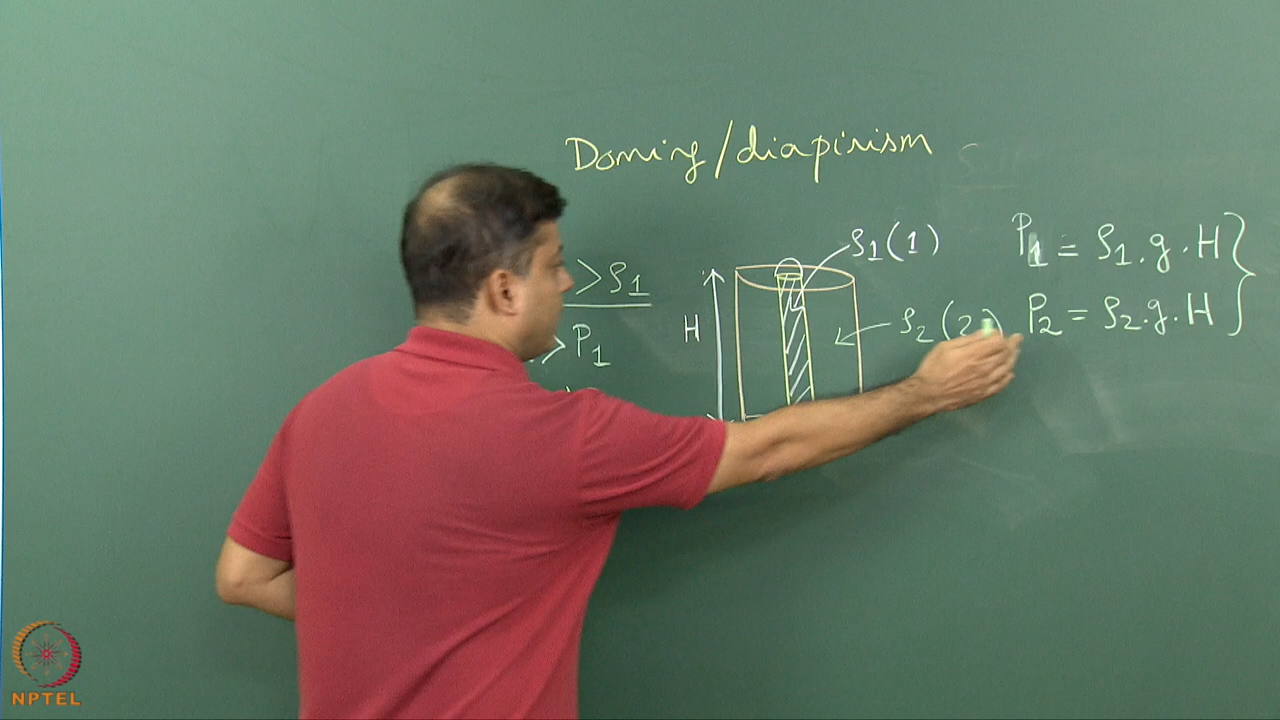 Doming/diapirism
>ρ1
>P1
H
ρ1(1)
ρ2(2)
P1 = ρ1.g.H
P2 = ρ2.g.H
NPTEL